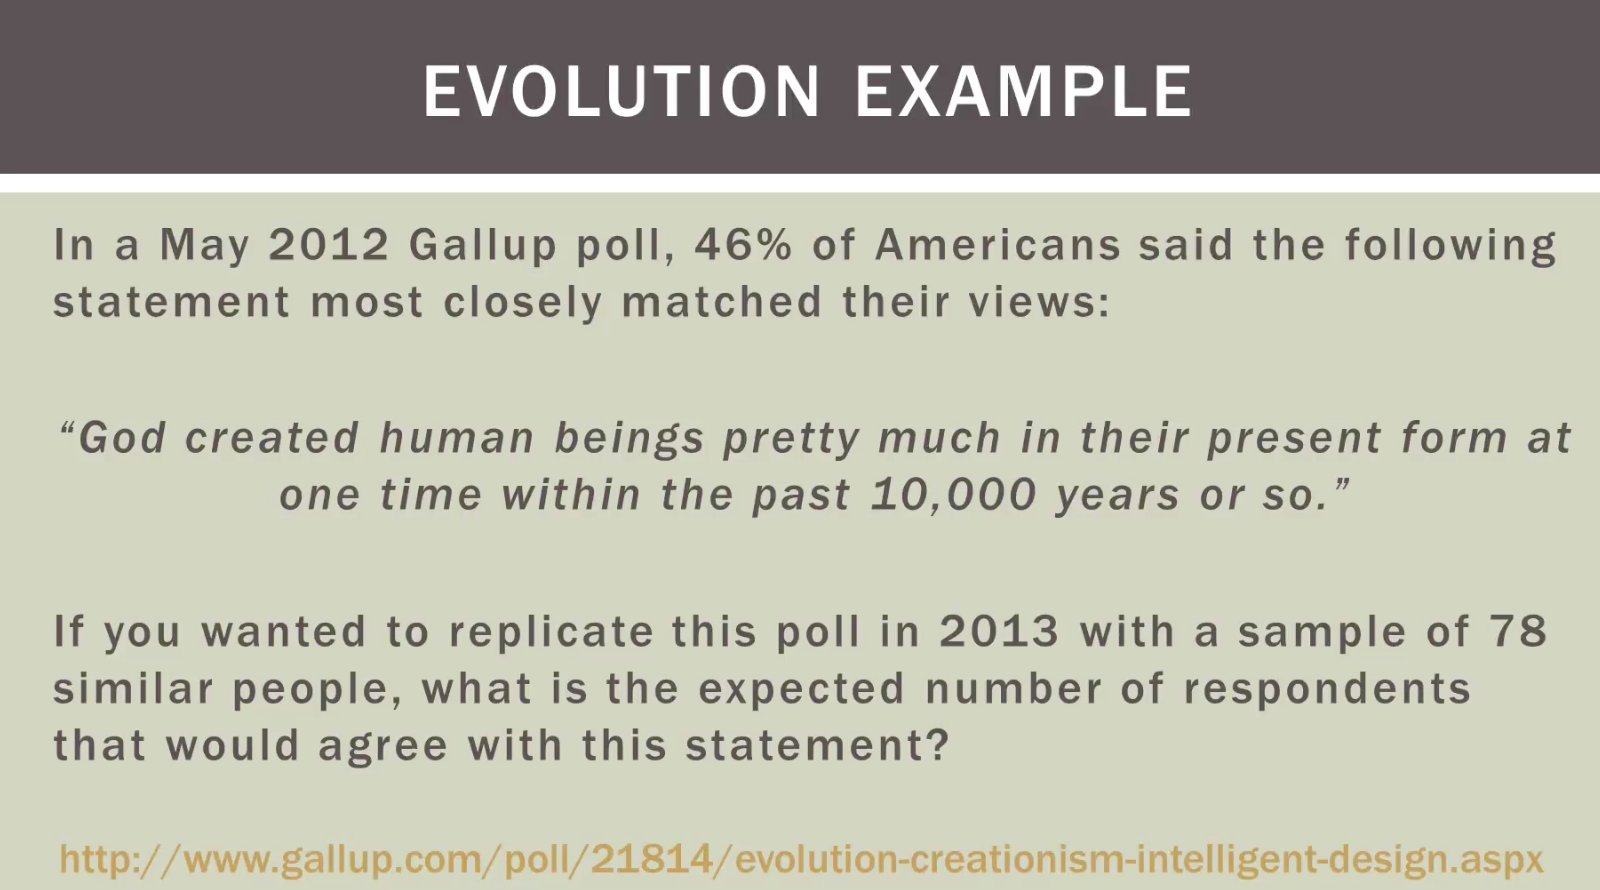 EVOLUTION EXAMPLE
In a May 2012 Gallup poll, 46% of Americans said the following
statement most closely matched their views:
“God created human beings pretty much in their present form at
one time within the past 10,000 years or so.”
If you wanted to replicate this poll in 2013 with a sample of 78
similar people, what is the expected number of respondents
that would agree with this statement?
http://www.gallup.com/poll/21814/evolution-creationism-intelligent-design.aspx